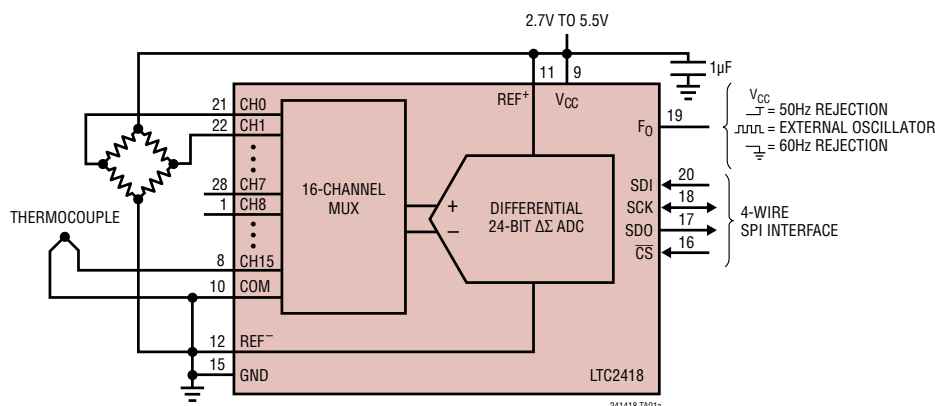 2.7V TO 5.5V
1µF
11
9
REF+
VCC
21
CH0
22
CH1
28
CH7
1
CH8
8
CH15
10
COM
12
REF–
15
GND
THERMOCOUPLE
16-CHANNEL
MUX
+
–
DIFFERENTIAL
24-BIT ΔΣ ADC
19
FO
VCC
= 50Hz REJECTION
= EXTERNAL OSCILLATOR
= 60Hz REJECTION
SDI
20
SCK
18
SDO
17
CS
16
4-WIRE
SPI INTERFACE
LTC2418
241418 TA01a